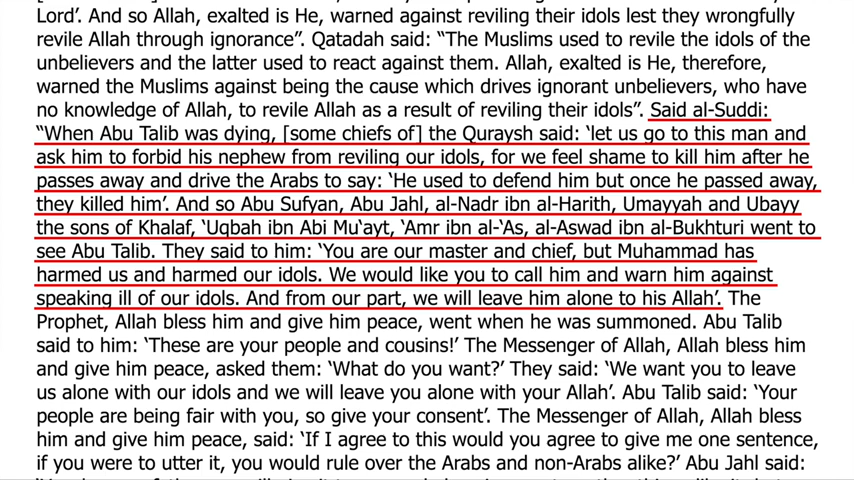 Lord’. And so Allah, exalted is He, warned against reviling their idols lest they wrongfully
revile Allah through ignorance”. Qatadah said: “The Muslims used to revile the idols of the
unbelievers and the latter used to react against them. Allah, exalted is He, therefore,
warned the Muslims against being the cause which drives ignorant unbelievers, who have
no knowledge of Allah, to revile Allah as a result of reviling their idols”. Said al-Suddi:
“When Abu Talib was dying, [some chiefs of] the Quraysh said: ‘let us go to this man and
ask him to forbid his nephew from reviling our idols, for we feel shame to kill him after he
passes away and drive the Arabs to say: ‘He used to defend him but once he passed away,
they killed him’. And so Abu Sufyan, Abu Jahl, al-Nadr ibn al-Harith, Umayyah and Ubayy
the sons of Khalaf, ‘Uqbah ibn Abi Mu‘ayt, ‘Amr ibn al-‘As, al-Aswad ibn al-Bukhturi went to
see Abu Talib. They said to him: ‘You are our master and chief, but Muhammad has
harmed us and harmed our idols. We would like you to call him and warn him against
speaking ill of our idols. And from our part, we will leave him alone to his Allah’. The
Prophet, Allah bless him and give him peace, went when he was summoned. Abu Talib
said to him: ‘These are your people and cousins!’ The Messenger of Allah, Allah bless him
and give him peace, asked them: ‘What do you want?’ They said: ‘We want you to leave
us alone with our idols and we will leave you alone with your Allah’. Abu Talib said: ‘Your
people are being fair with you, so give your consent’. The Messenger of Allah, Allah bless
him and give him peace, said: ‘If I agree to this would you agree to give me one sentence,
if you were to utter it, you would rule over the Arabs and non-Arabs alike?’ Abu Jahl said: